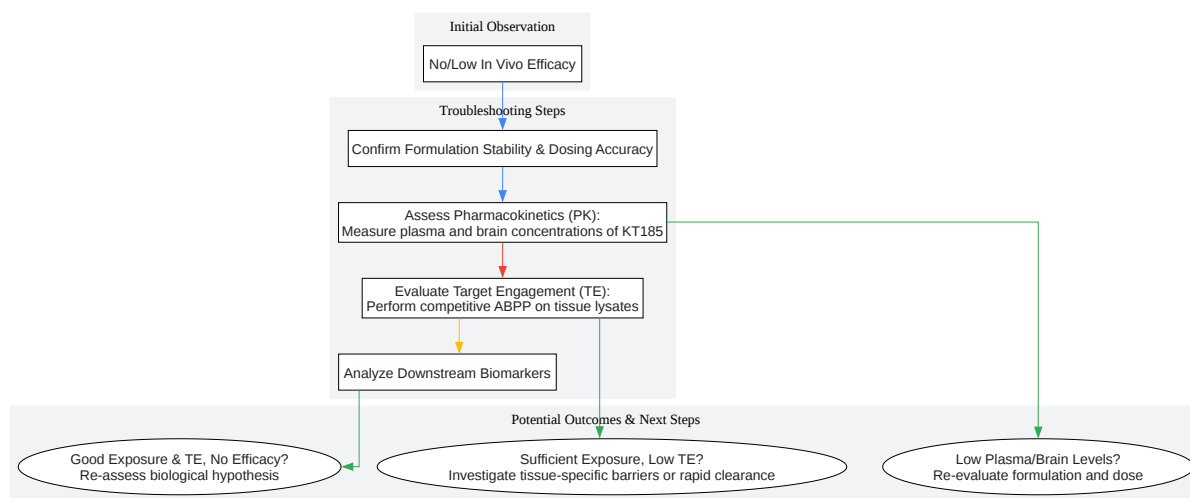 Initial Observation
No/Low In Vivo Efficacy
Troubleshooting Steps
Confirm Formulation Stability & Dosing Accuracy
Assess Pharmacokinetics (PK):
Measure plasma and brain concentrations of KT185
Evaluate Target Engagement (TE):
Perform competitive ABPP on tissue lysates
Analyze Downstream Biomarkers
Potential Outcomes & Next Steps
Good Exposure & TE, No Efficacy?
Re-assess biological hypothesis
Sufficient Exposure, Low TE?
Investigate tissue-specific barriers or rapid clearance
Low Plasma/Brain Levels?
Re-evaluate formulation and dose